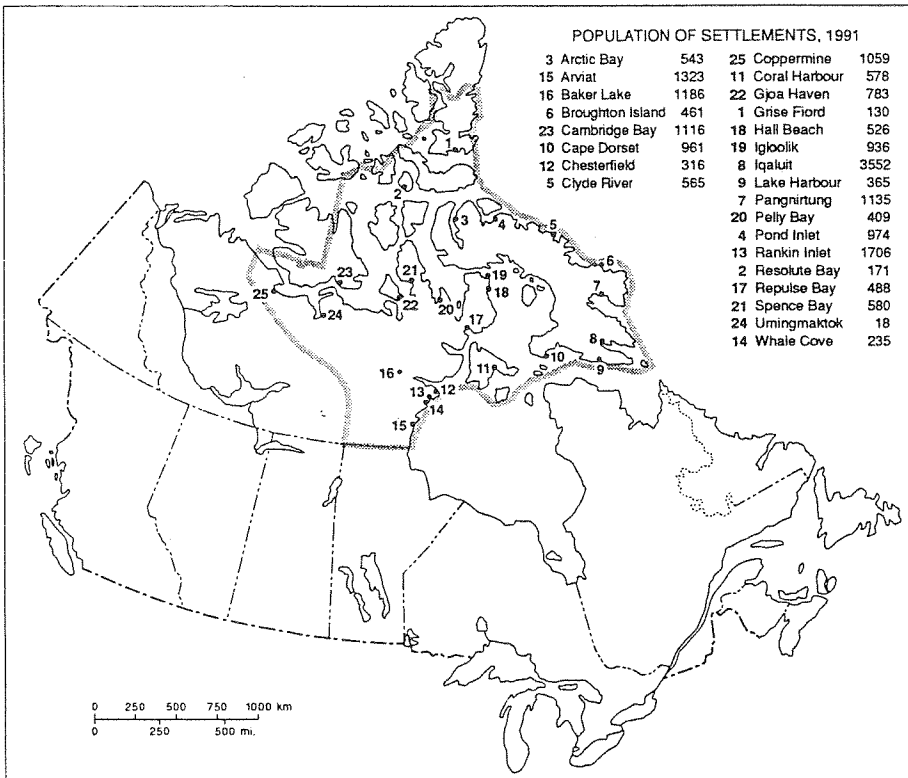 POPULATION OF SETTLEMENTS, 1991
3 Arctic Bay 543
15 Arviat 1323
16 Baker Lake 1186
6 Broughton Island 461
23 Cambridge Bay 1116
10 Cape Dorset 961
12 Chesterfield 316
5 Clyde River 565
25 Coppermine 1059
11 Coral Harbour 578
22 Gjoa Haven 783
1 Grise Fiord 130
18 Hall Beach 526
19 Igloolik 936
8 Iqaluit 3552
9 Lake Harbour 365
7 Pangnirtung 1135
20 Pelly Bay 409
4 Pond Inlet 974
13 Rankin Inlet 1706
2 Resolute Bay 171
17 Repulse Bay 488
21 Spence Bay 580
24 Umingmaktok 18
14 Whale Cove 235
1
2
3
4
5
6
7
19
18
23
21
25
22
20
24
17
8
10
9
16
11
12
13
14
15
0 250 500 750 1000 km
0 250 500 mi.